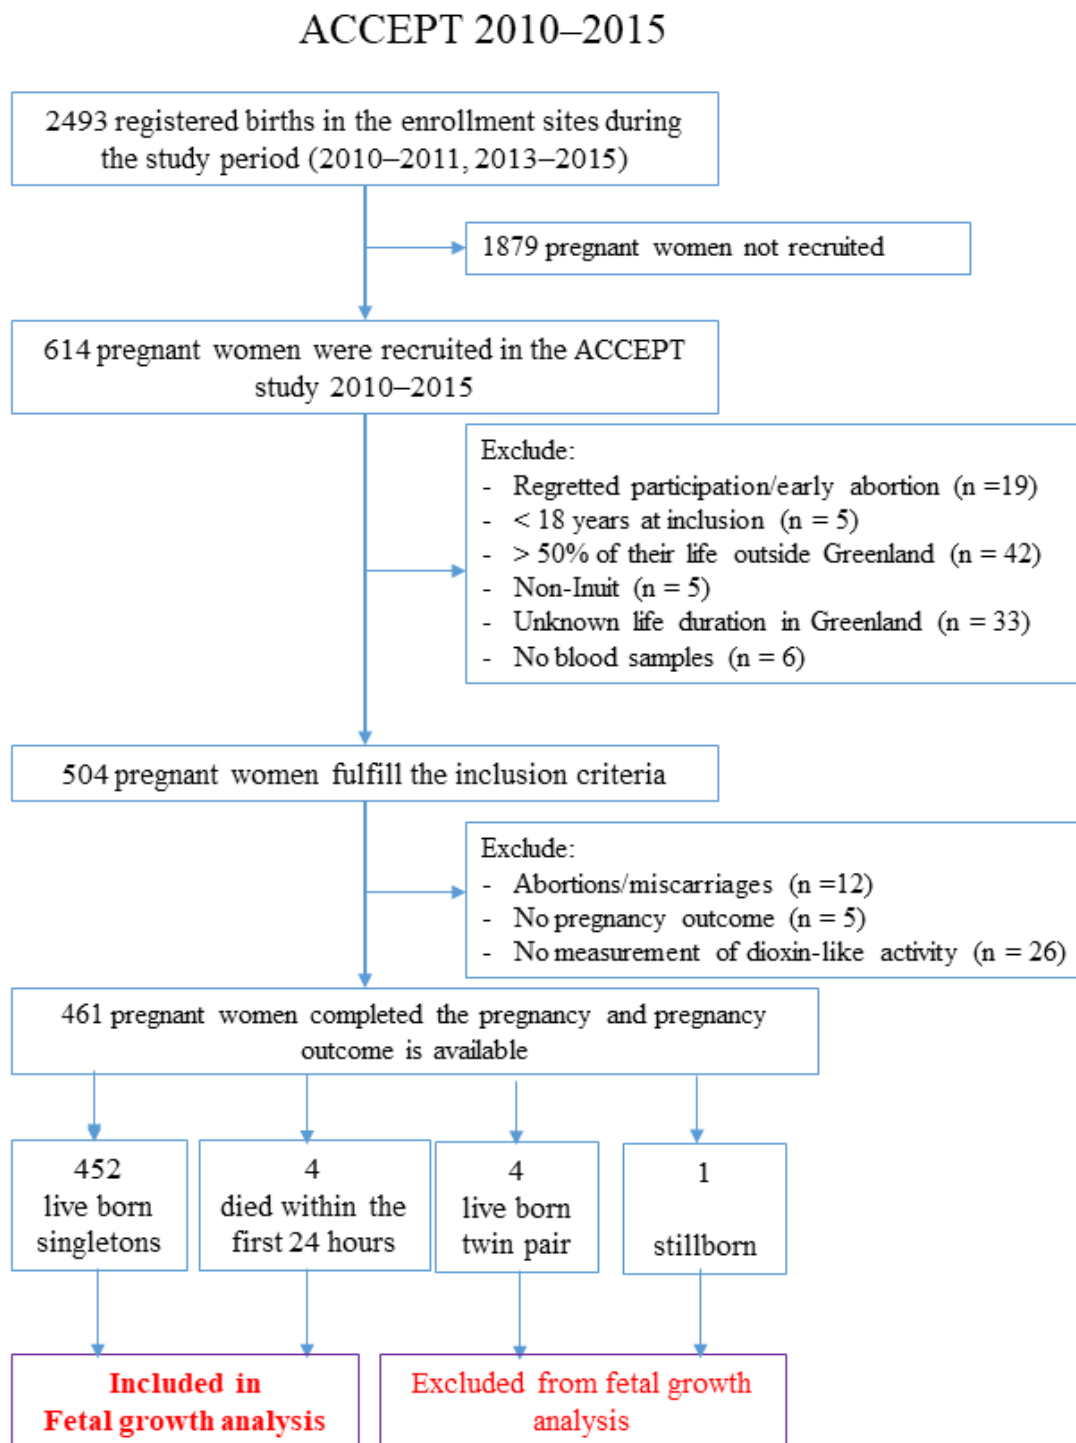 ACCEPT 2010–2015
2493 registered births in the enrollment sites during
the study period (2010–2011, 2013–2015)
1879 pregnant women not recruited
614 pregnant women were recruited in the ACCEPT
study 2010–2015
Exclude:
- Regretted participation/early abortion (n =19)
- < 18 years at inclusion (n = 5)
- > 50% of their life outside Greenland (n = 42)
- Non-Inuit (n = 5)
- Unknown life duration in Greenland (n = 33)
- No blood samples (n = 6)
504 pregnant women fulfill the inclusion criteria
Exclude:
- Abortions/miscarriages (n =12)
- No pregnancy outcome (n = 5)
- No measurement of dioxin-like activity (n = 26)
461 pregnant women completed the pregnancy and pregnancy
outcome is available
452
live born
singletons
4
died within the
first 24 hours
4
live born
twin pair
1
stillborn
Included in
Fetal growth analysis
Excluded from fetal growth
analysis